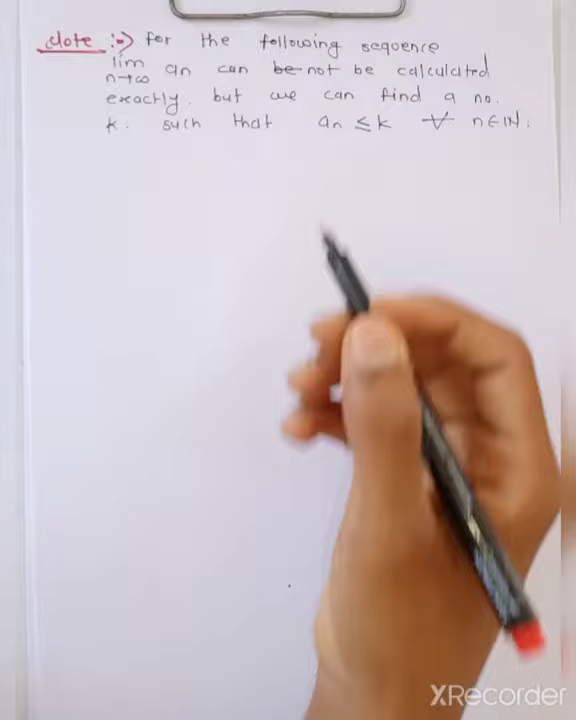 Note :→ for the following sequence
lim n→∞ an can be not be calculated
exactly. but we can find a no.
k. such that an ≤ k ∀ n∈IN.
XRecorder